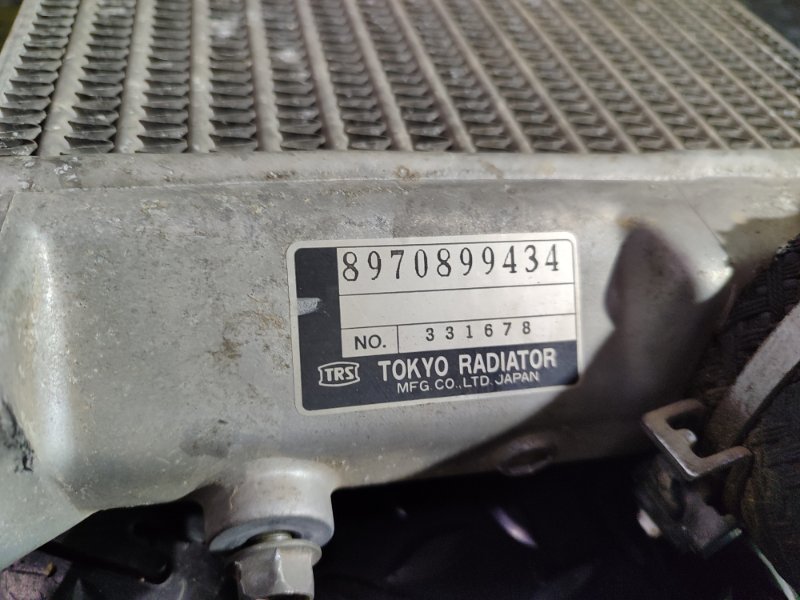 8970899434
NO. 331678
TRS TOKYO RADIATOR
MFG. CO., LTD. JAPAN